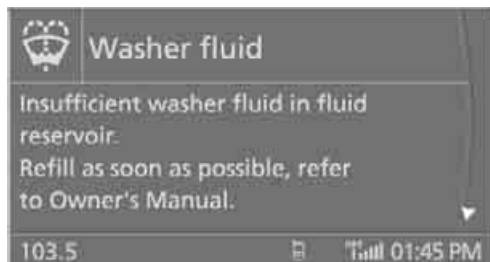 Washer fluid
Insufficient washer fluid in fluid
reservoir.
Refill as soon as possible, refer
to Owner's Manual.
103.5 01:45 PM